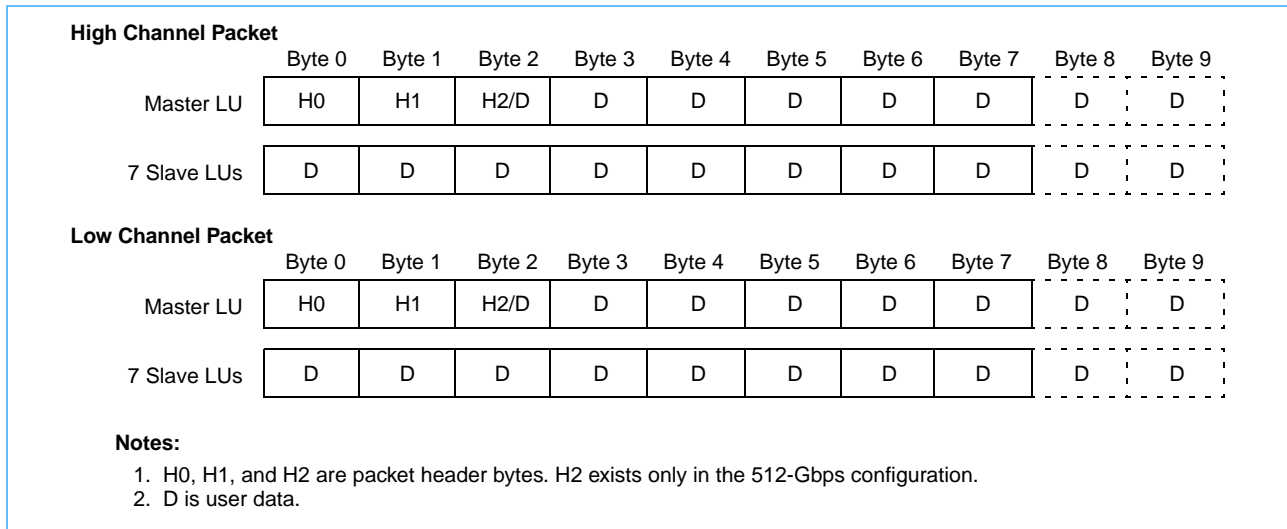 High Channel Packet
Byte 0 Byte 1 Byte 2 Byte 3 Byte 4 Byte 5 Byte 6 Byte 7 Byte 8 Byte 9
Master LU H0 H1 H2/D D D D D D D D
7 Slave LUs D D D D D D D D D D
Low Channel Packet
Byte 0 Byte 1 Byte 2 Byte 3 Byte 4 Byte 5 Byte 6 Byte 7 Byte 8 Byte 9
Master LU H0 H1 H2/D D D D D D D D
7 Slave LUs D D D D D D D D D D
Notes:
1. H0, H1, and H2 are packet header bytes. H2 exists only in the 512-Gbps configuration.
2. D is user data.